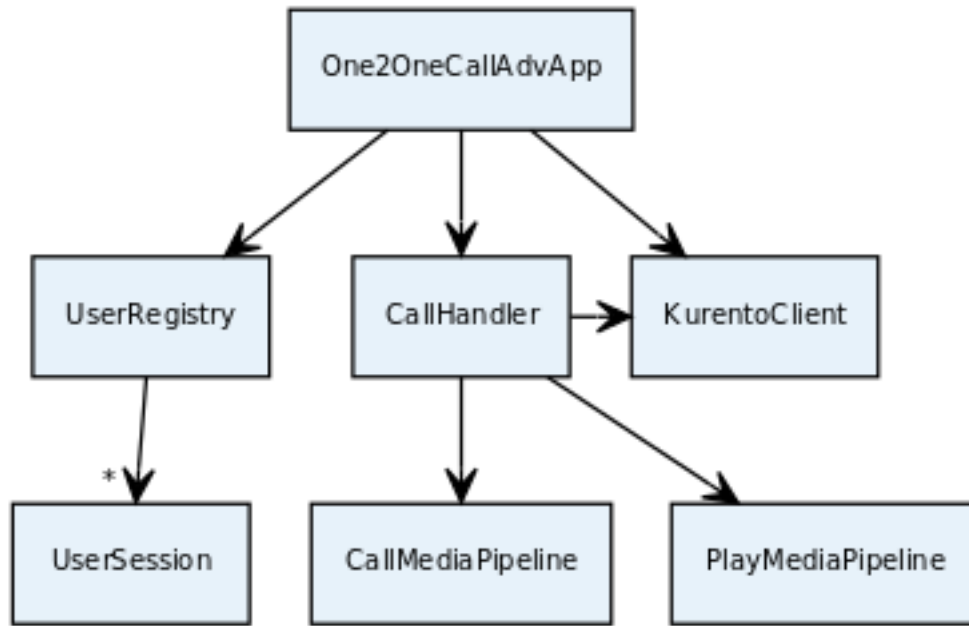 One2OneCallAdvApp
UserRegistry
CallHandler
KurentoClient
*
UserSession
CallMediaPipeline
PlayMediaPipeline